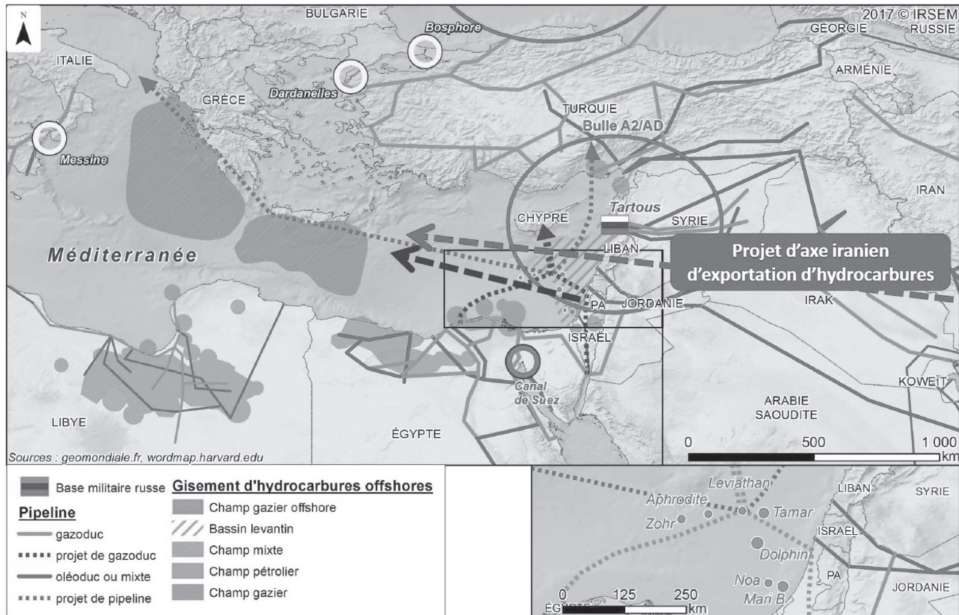 N
2017 © IRSEM
BULGARIE
Bosphore
GÉORGIE
RUSSIE
ITALIE
ARMÉNIE
Dardanelles
GRÈCE
TURQUIE
Bulle A2/AD
Messine
IRAN
Tartous
CHYPRE
SYRIE
LIBAN
Méditerranée
Projet d'axe iranien
d'exportation d'hydrocarbures
PA
JORDANIE
IRAK
ISRAËL
Canal
de Suez
KOWEÏT
LIBYE
ÉGYPTE
ARABIE
SAOUDITE
0 500 1 000
km
Sources : geomondiale.fr, wordmap.harvard.edu
Base militaire russe
Pipeline
gazoduc
projet de gazoduc
oléoduc ou mixte
projet de pipeline
Gisement d'hydrocarbures offshores
Champ gazier offshore
Bassin levantin
Champ mixte
Champ pétrolier
Champ gazier
Leviathan
LIBAN
SYRIE
Aphrodite
Zohr
Tamar
ISRAËL
Dolphin
PA
Noa
Mari B
JORDANIE
ÉGYPTE
0 125 250
km